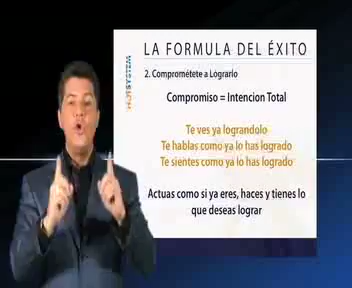 LA FORMULA DEL ÉXITO
2. Comprométete a Lograrlo
Compromiso = Intencion Total
Te ves ya lograndolo
Te hablas como ya lo has logrado
Te sientes como ya lo has logrado
Actuas como si ya eres, haces y tienes lo
que deseas lograr